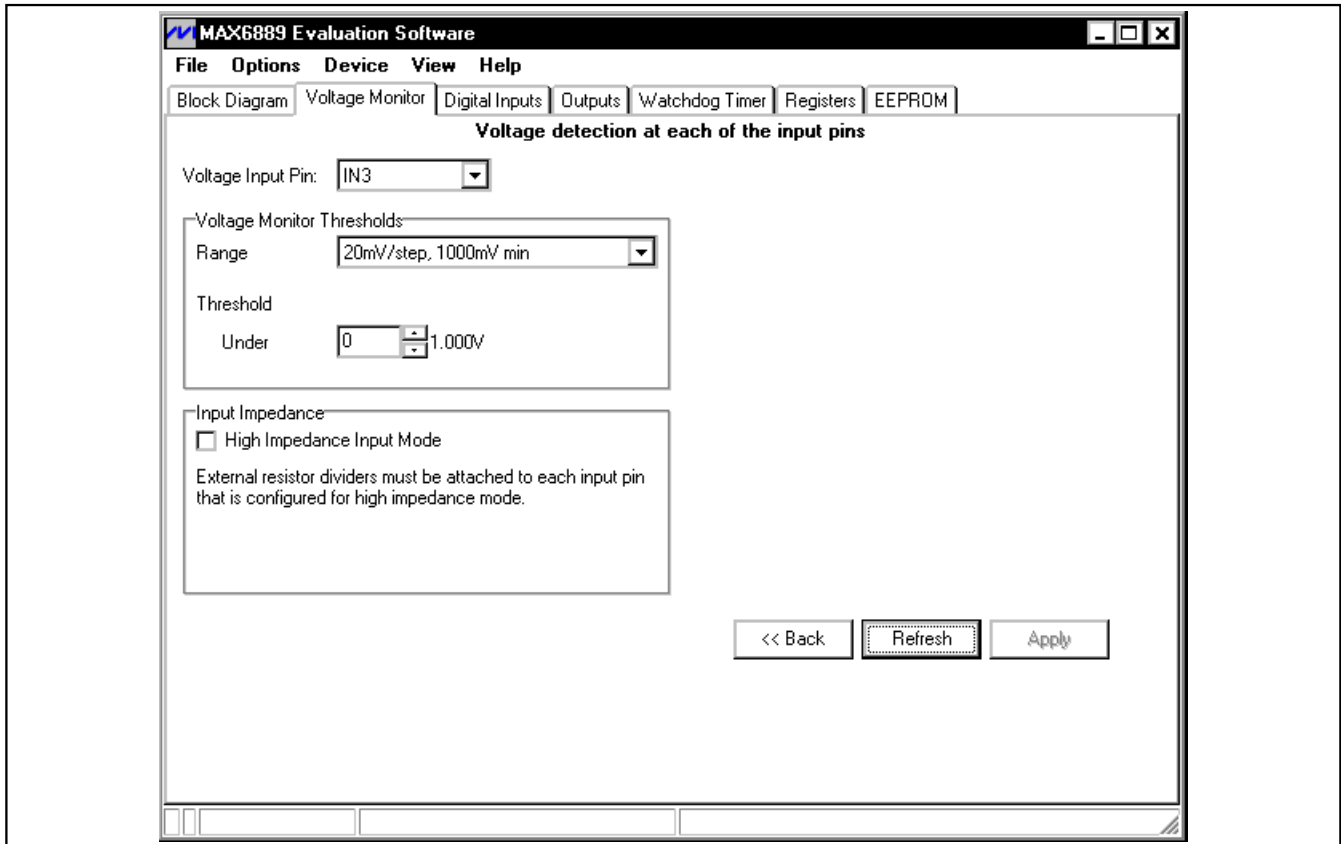 MAX6889 Evaluation Software
File Options Device View Help
Block Diagram Voltage Monitor Digital Inputs Outputs Watchdog Timer Registers EEPROM
Voltage detection at each of the input pins
Voltage Input Pin: IN3
Voltage Monitor Thresholds
Range 20mV/step, 1000mV min
Threshold
Under 0 1.000V
Input Impedance
High Impedance Input Mode
External resistor dividers must be attached to each input pin
that is configured for high impedance mode.
<< Back Refresh Apply